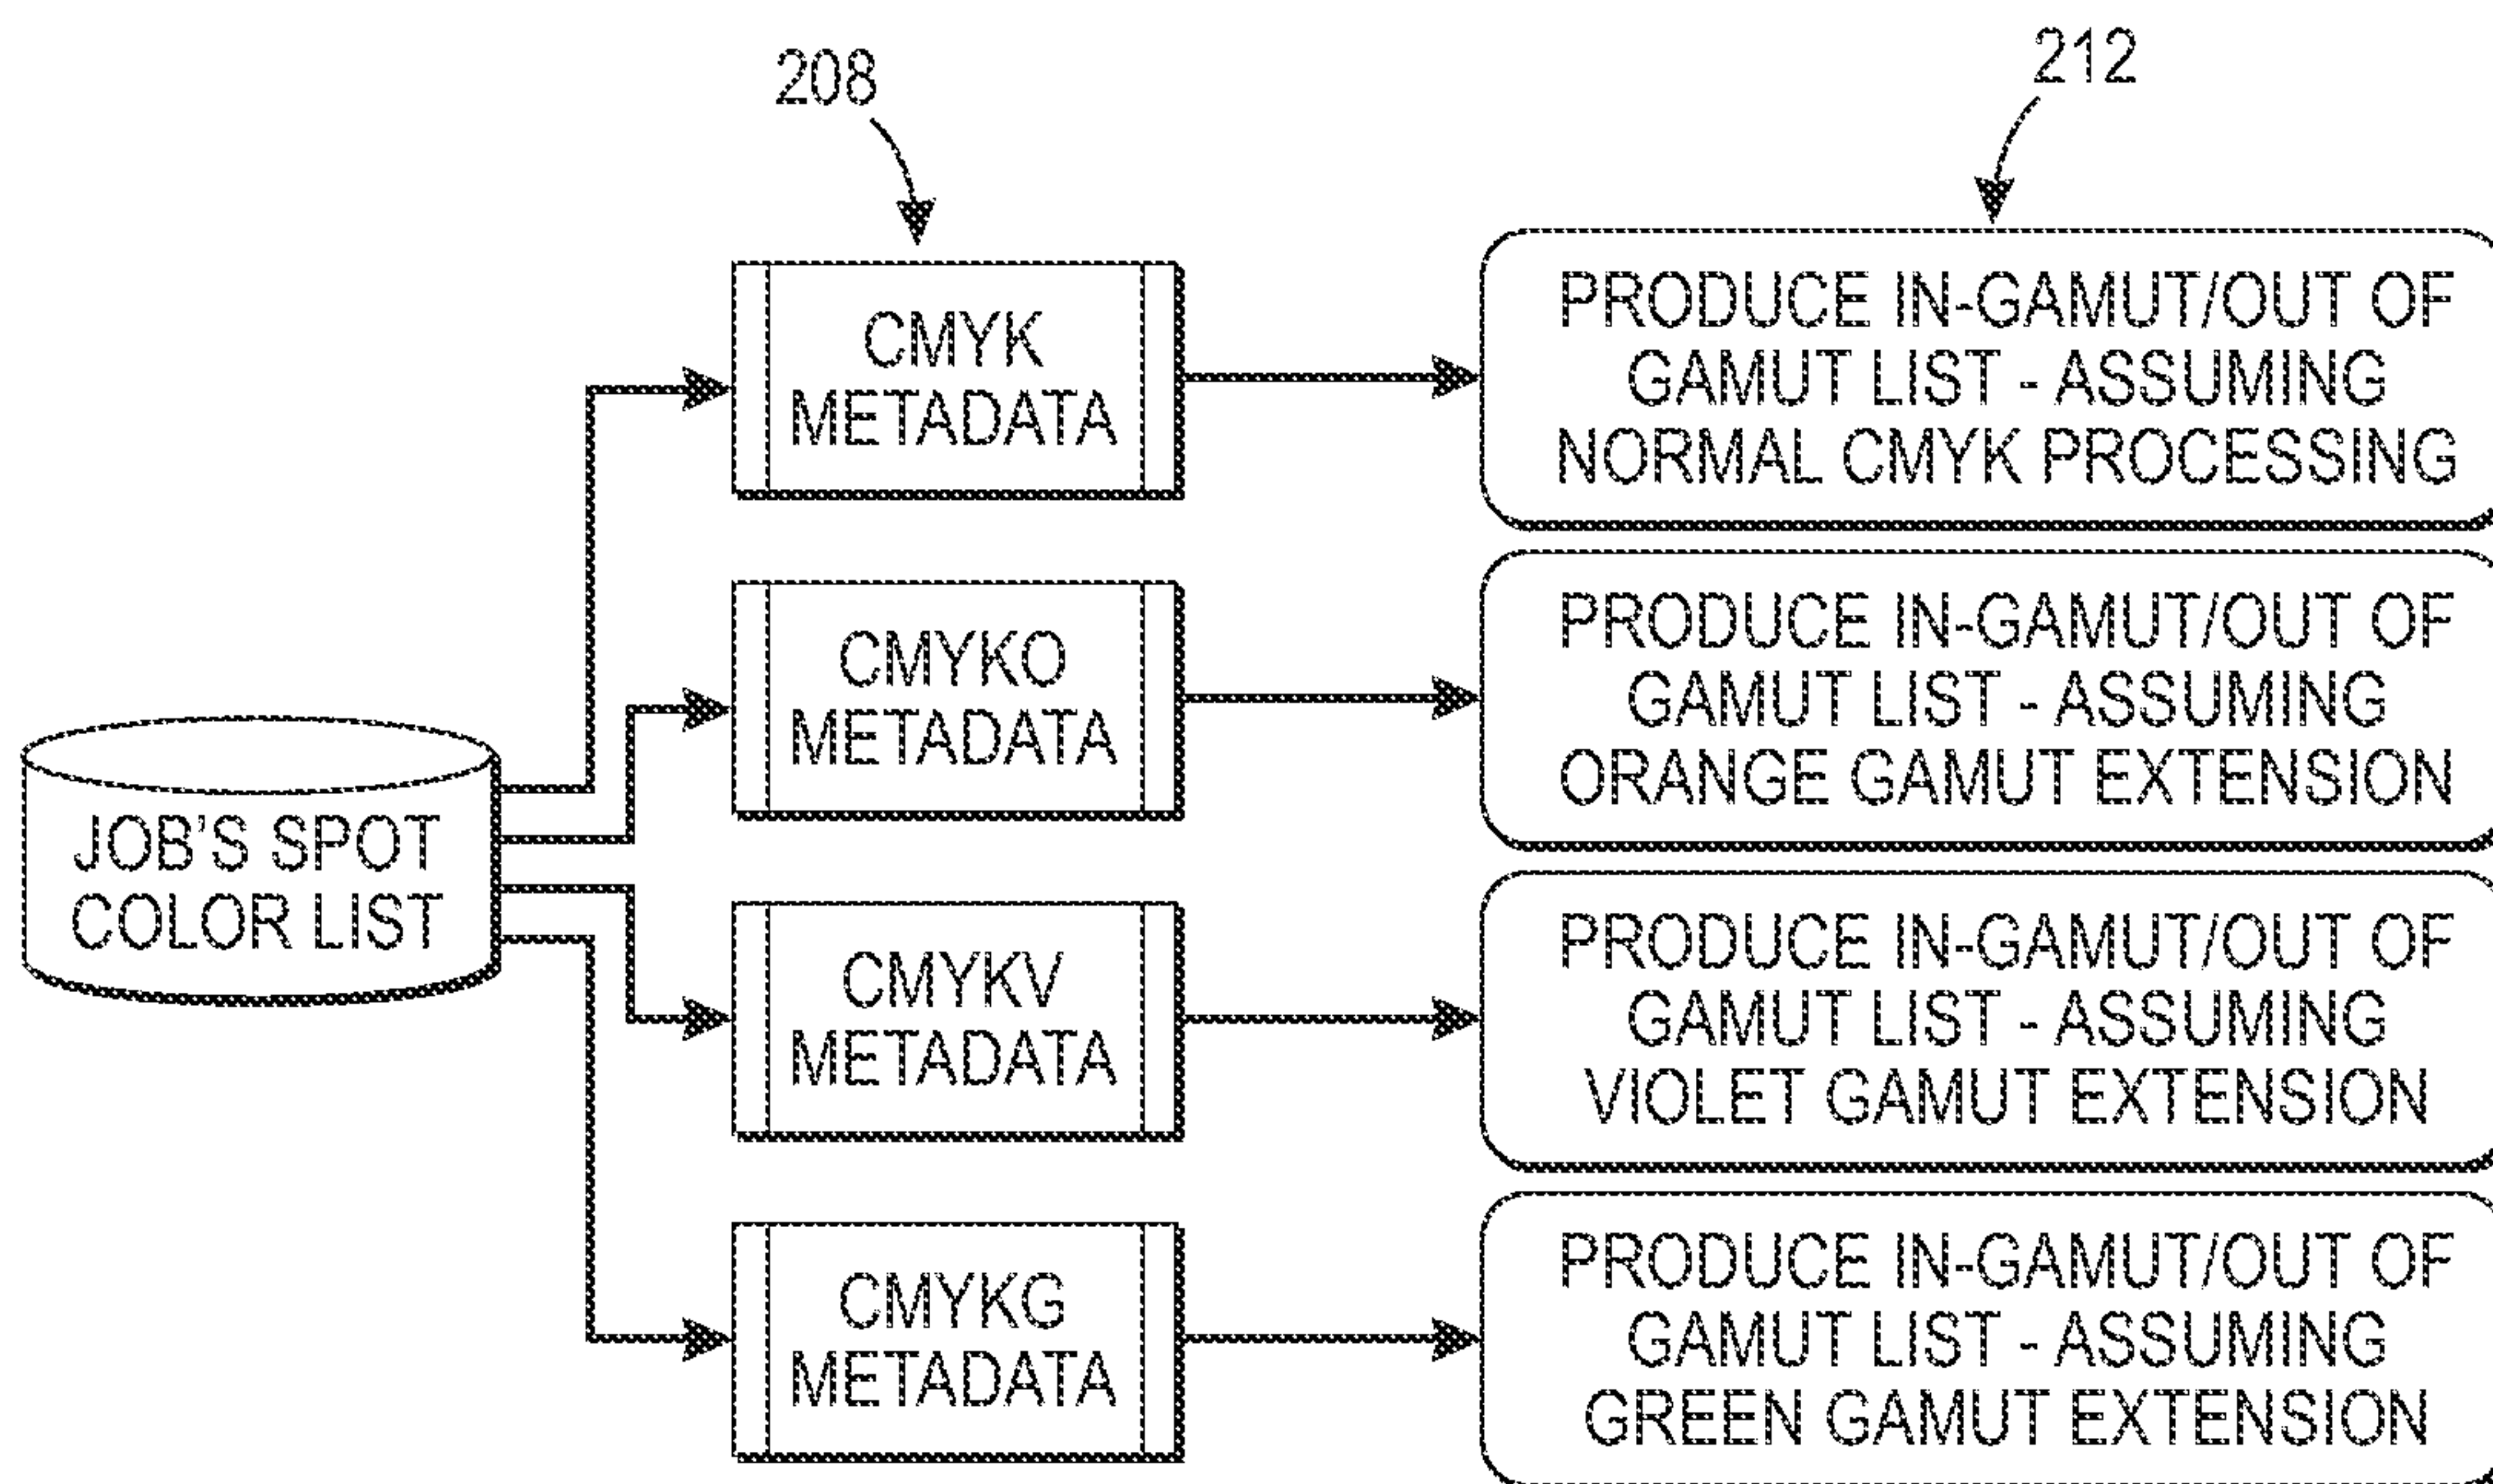 208
212
CMYK
METADATA
PRODUCE IN-GAMUT/OUT OF
GAMUT LIST - ASSUMING
NORMAL CMYK PROCESSING
CMYKO
METADATA
PRODUCE IN-GAMUT/OUT OF
GAMUT LIST - ASSUMING
ORANGE GAMUT EXTENSION
JOB'S SPOT
COLOR LIST
CMYKV
METADATA
PRODUCE IN-GAMUT/OUT OF
GAMUT LIST - ASSUMING
VIOLET GAMUT EXTENSION
CMYKG
METADATA
PRODUCE IN-GAMUT/OUT OF
GAMUT LIST - ASSUMING
GREEN GAMUT EXTENSION